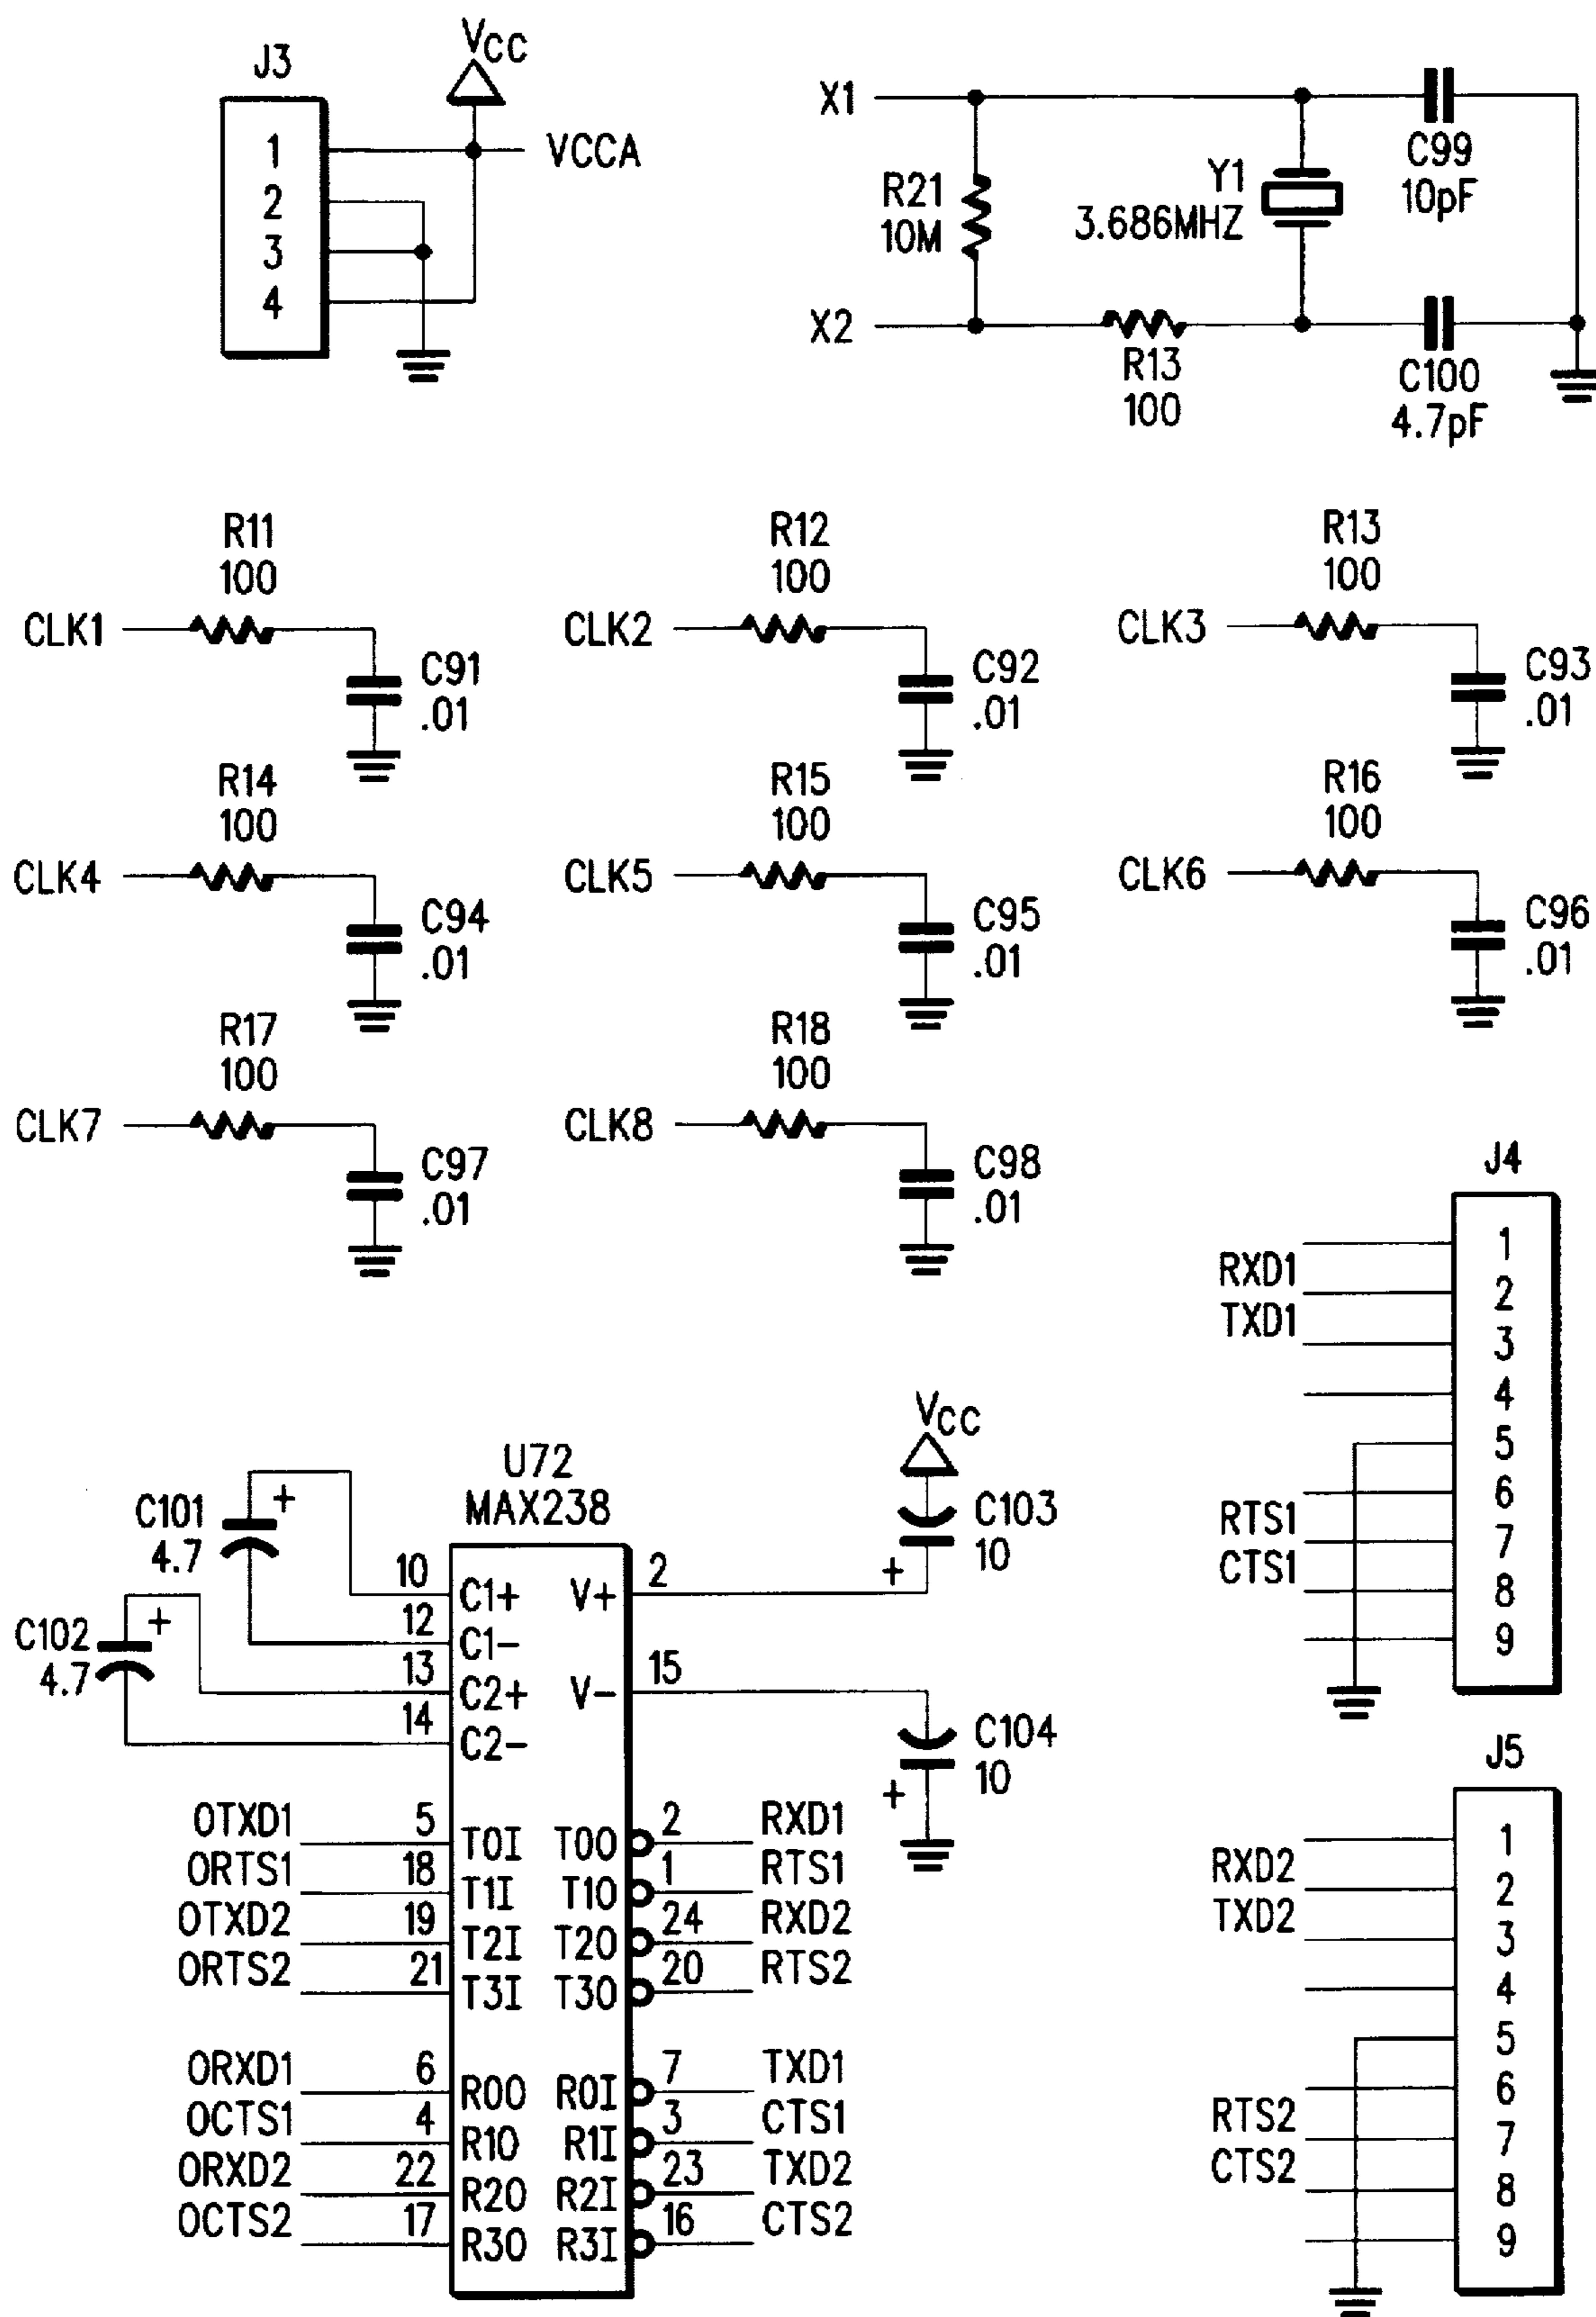 J3
VCC
1
2
3
4
VCCA
X1
X2
R21
10M
Y1
3.686MHZ
R13
100
C99
10pF
C100
4.7pF
R11
100
CLK1
C91
.01
R12
100
CLK2
C92
.01
R13
100
CLK3
C93
.01
R14
100
CLK4
C94
.01
R15
100
CLK5
C95
.01
R16
100
CLK6
C96
.01
R17
100
CLK7
C97
.01
R18
100
CLK8
C98
.01
J4
RXD1
TXD1
RTS1
CTS1
1
2
3
4
5
6
7
8
9
U72
MAX238
C101
4.7
+
C102
4.7
+
10 C1+ V+ 2
12 C1-
13 C2+ V- 15
14 C2-
VCC
C103
10
+
C104
10
+
OTXD1 5 T0I T0O 2 RXD1
ORTS1 18 T1I T1O 1 RTS1
OTXD2 19 T2I T2O 24 RXD2
ORTS2 21 T3I T3O 20 RTS2
ORXD1 6 R0O R0I 7 TXD1
OCTS1 4 R1O R1I 3 CTS1
ORXD2 22 R2O R2I 23 TXD2
OCTS2 17 R3O R3I 16 CTS2
J5
RXD2
TXD2
RTS2
CTS2
1
2
3
4
5
6
7
8
9